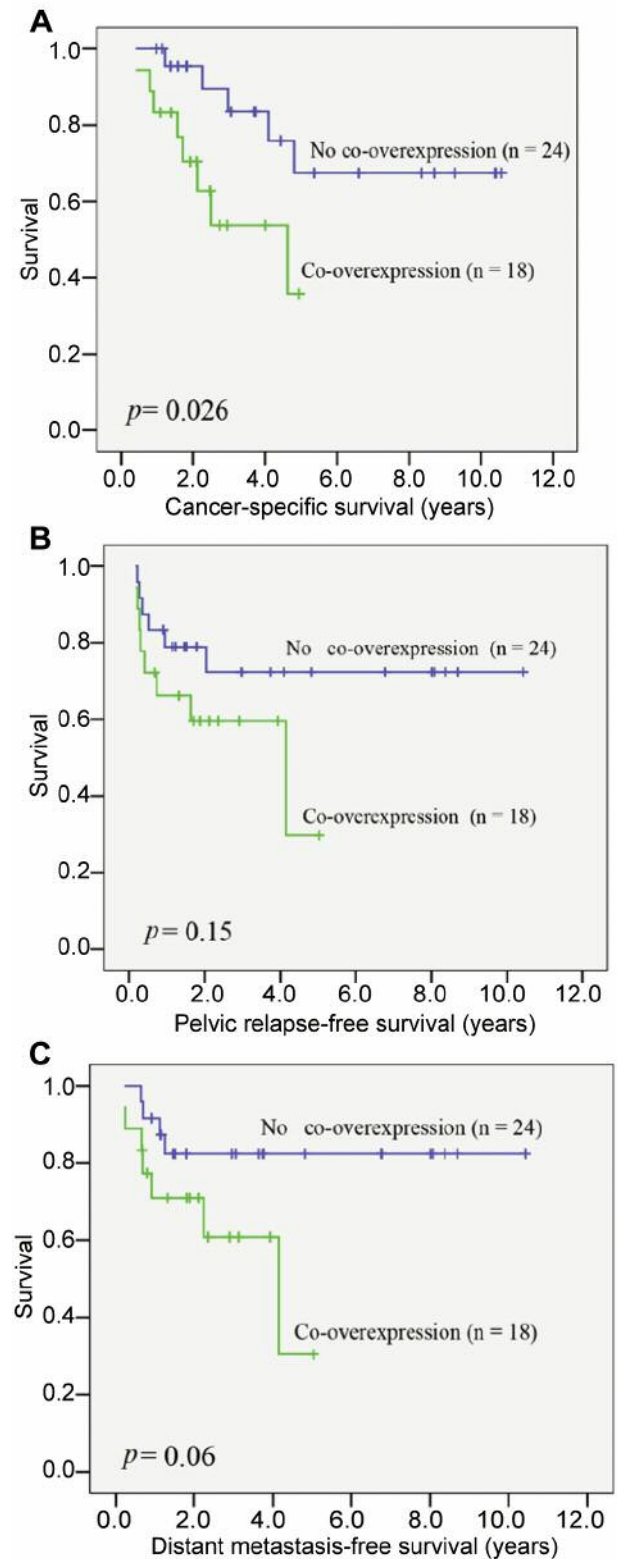 A
1.0
0.8
0.6
0.4
0.2
0.0
Survival
No co-overexpression (n = 24)
Co-overexpression (n = 18)
p= 0.026
0.0 2.0 4.0 6.0 8.0 10.0 12.0
Cancer-specific survival (years)
B
1.0
0.8
0.6
0.4
0.2
0.0
Survival
No co-overexpression (n = 24)
Co-overexpression (n = 18)
p= 0.15
0.0 2.0 4.0 6.0 8.0 10.0 12.0
Pelvic relapse-free survival (years)
C
1.0
0.8
0.6
0.4
0.2
0.0
Survival
No co-overexpression (n = 24)
Co-overexpression (n = 18)
p= 0.06
0.0 2.0 4.0 6.0 8.0 10.0 12.0
Distant metastasis-free survival (years)